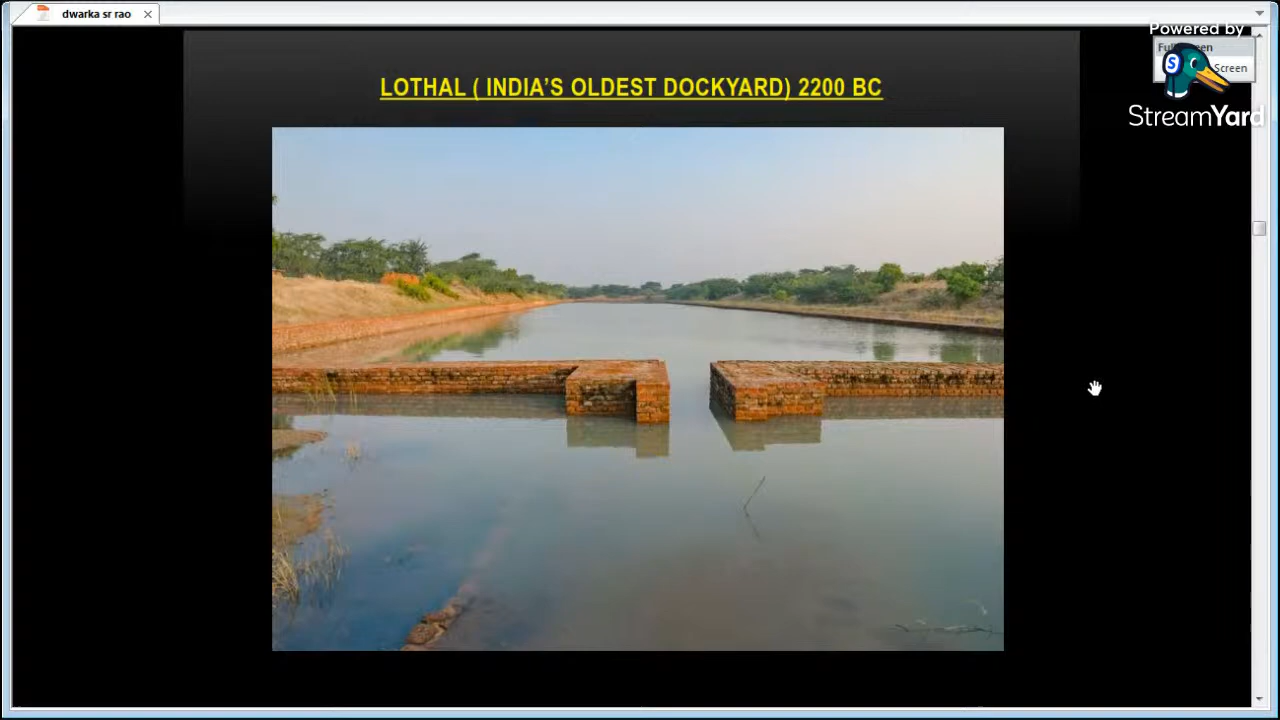 dwarka sr rao
Powered by
StreamYard
Screen
LOTHAL ( INDIA'S OLDEST DOCKYARD) 2200 BC